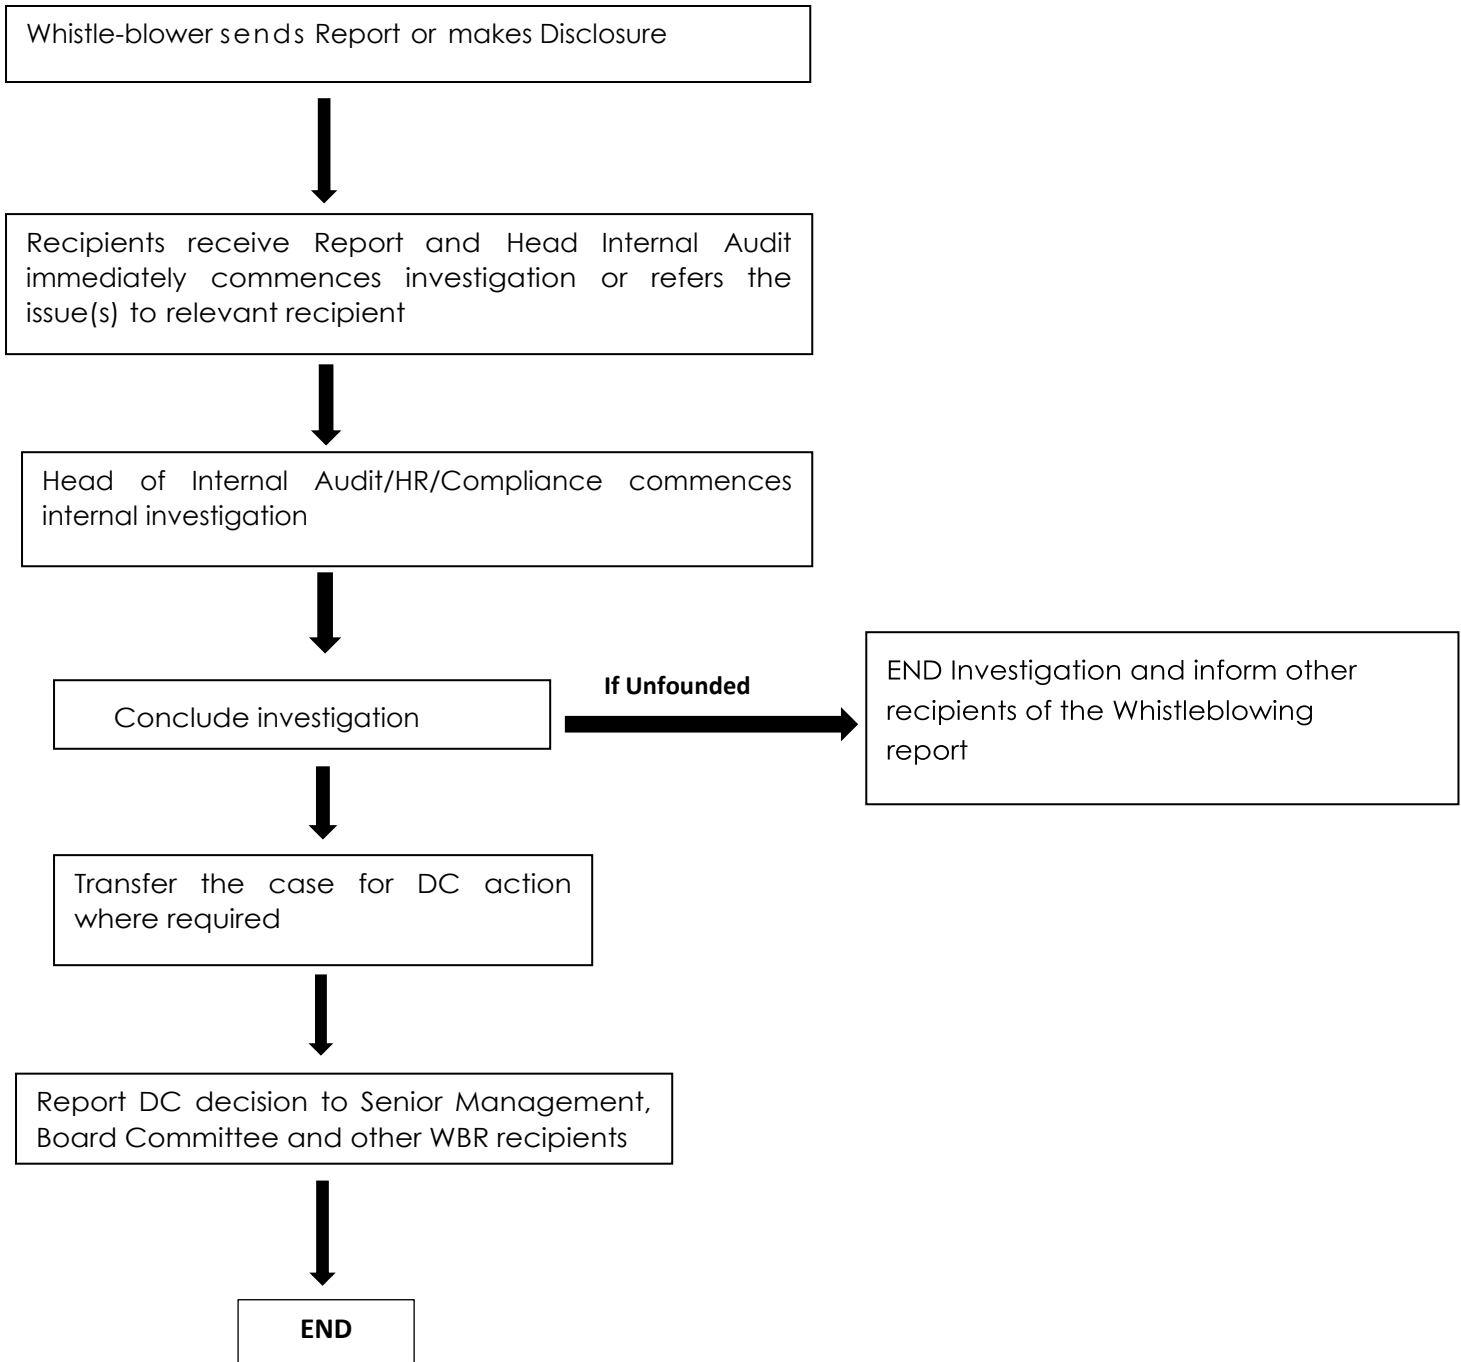 Whistle-blower sends Report or makes Disclosure
Recipients receive Report and Head Internal Audit
immediately commences investigation or refers the
issue(s) to relevant recipient
Head of Internal Audit/HR/Compliance commences
internal investigation
Conclude investigation
If Unfounded
END Investigation and inform other
recipients of the Whistleblowing
report
Transfer the case for DC action
where required
Report DC decision to Senior Management,
Board Committee and other WBR recipients
END